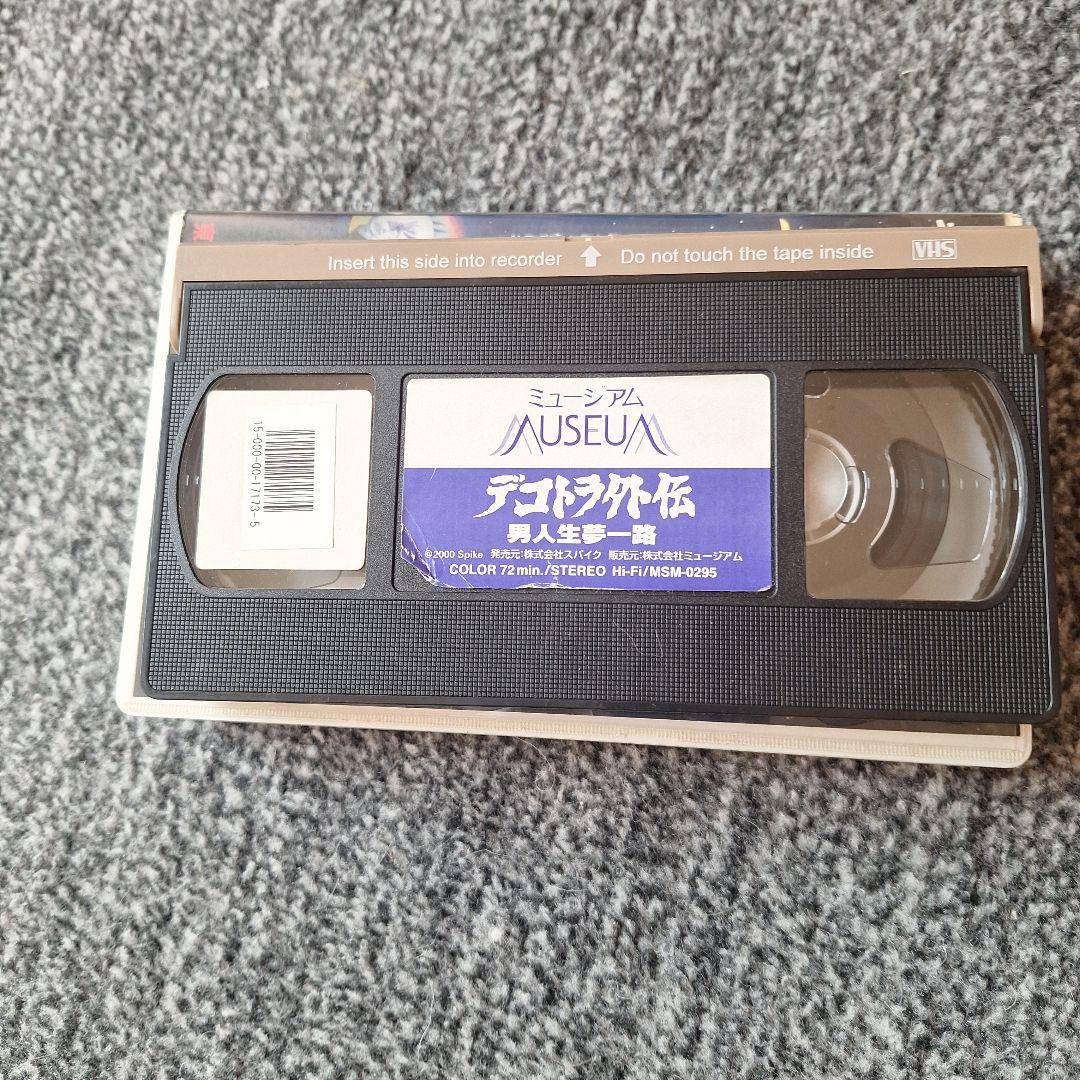 Insert this side into recorder Do not touch the tape inside VHS
15-000-00-17173-5
ミュージアム
MUSEUM
デコトラ外伝
男人生夢一路
©2000 Spike 発売元:株式会社スパイク 販売元:株式会社ミュージアム
COLOR 72 min./STEREO Hi-Fi/MSM-0295